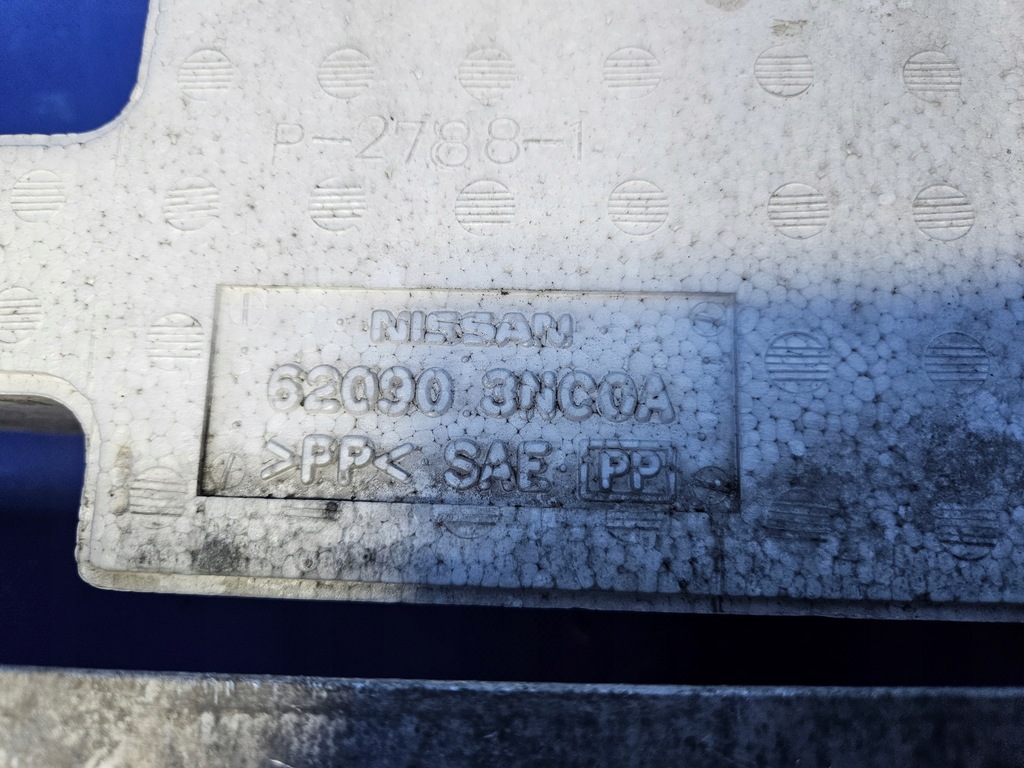 P-2788-1
NISSAN
62090 3NC0A
>PP< SAE PP